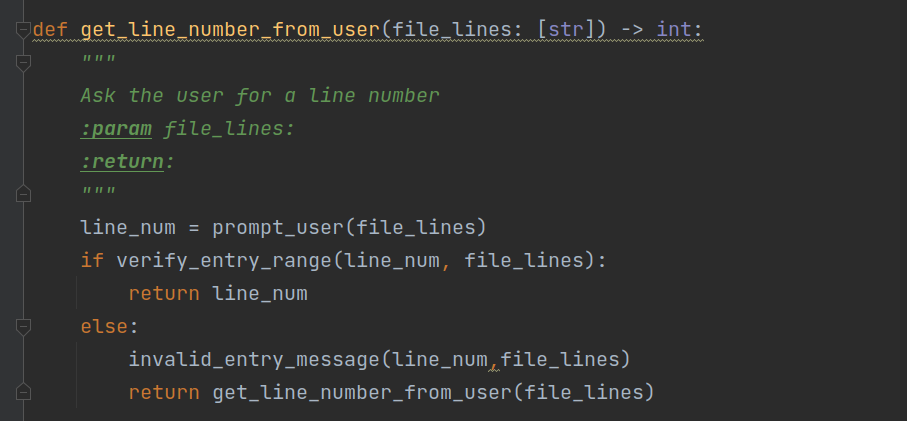 def get_line_number_from_user(file_lines: [str]) -> int:
    """
    Ask the user for a line number
    :param file_lines:
    :return:
    """
    line_num = prompt_user(file_lines)
    if verify_entry_range(line_num, file_lines):
        return line_num
    else:
        invalid_entry_message(line_num,file_lines)
        return get_line_number_from_user(file_lines)